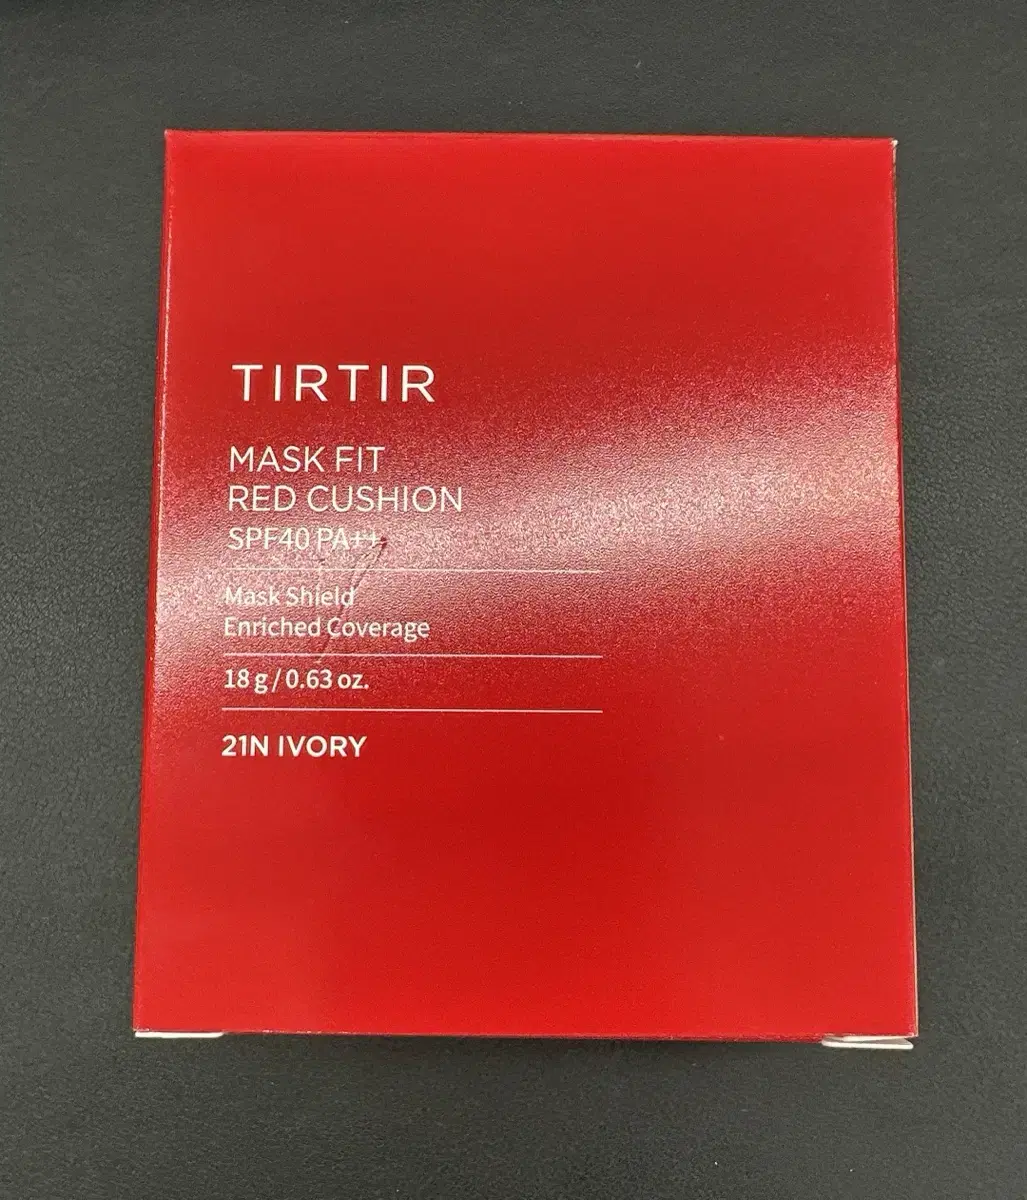 TIRTIR
MASK FIT
RED CUSHION
SPF40 PA++
Mask Shield
Enriched Coverage
18 g / 0.63 oz.
21N IVORY